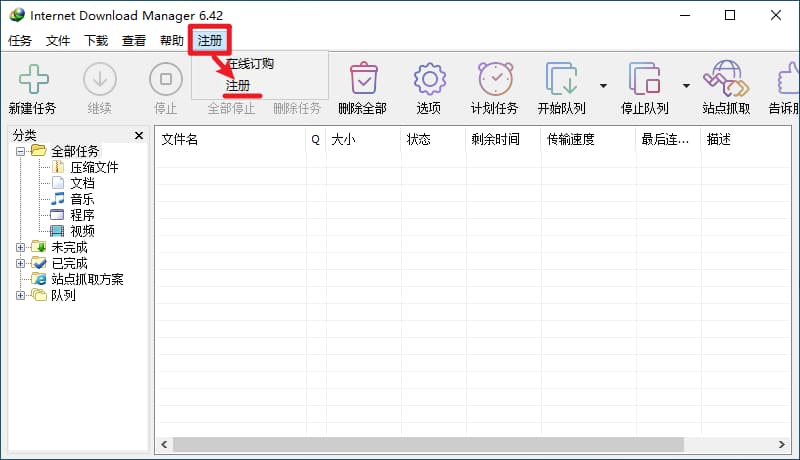 Internet Download Manager 6.42
任务 文件 下载 查看 帮助 注册
在线订购
注册
新建任务 继续 停止 全部停止 删除任务 删除全部 选项 计划任务 开始队列 停止队列 站点抓取 告诉朋
分类
全部任务
压缩文件
文档
音乐
程序
视频
未完成
已完成
站点抓取方案
队列
文件名 Q 大小 状态 剩余时间 传输速度 最后连... 描述